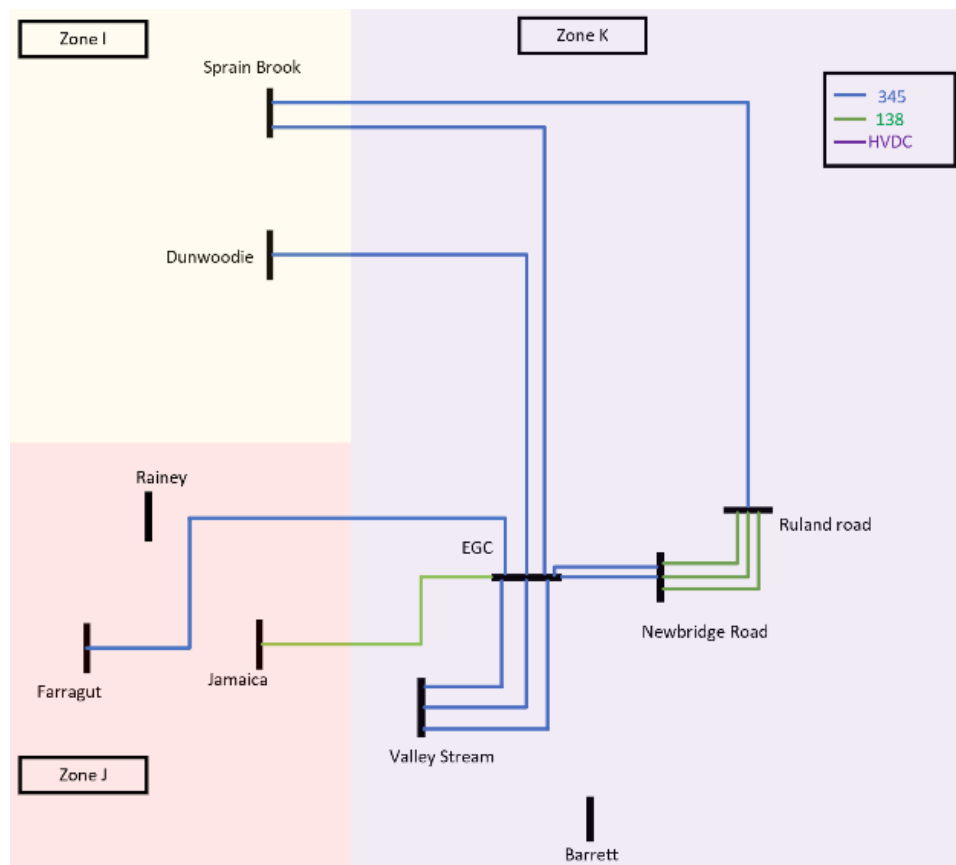 Zone I
Zone K
Sprain Brook
345
138
HVDC
Dunwoodie
Rainey
Ruland road
EGC
Newbridge Road
Jamaica
Farragut
Valley Stream
Zone J
Barrett